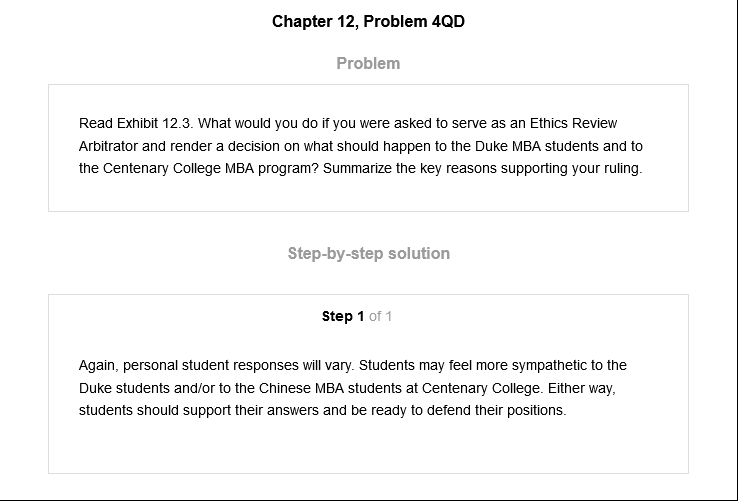 Chapter 12, Problem 4QD
Problem
Read Exhibit 12.3. What would you do if you were asked to serve as an Ethics Review
Arbitrator and render a decision on what should happen to the Duke MBA students and to
the Centenary College MBA program? Summarize the key reasons supporting your ruling.
Step-by-step solution
Step 1 of 1
Again, personal student responses will vary. Students may feel more sympathetic to the
Duke students and/or to the Chinese MBA students at Centenary College. Either way,
students should support their answers and be ready to defend their positions.